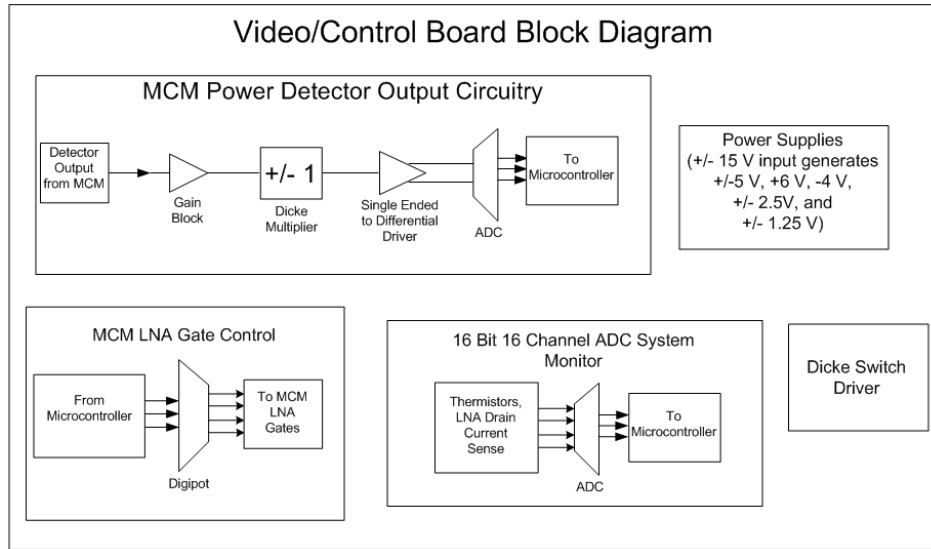 Video/Control Board Block Diagram
MCM Power Detector Output Circuitry
Detector
Output
from MCM
Gain
Block
+/- 1
Dicke
Multiplier
Single Ended
to Differential
Driver
ADC
To
Microcontroller
Power Supplies
(+/- 15 V input generates
+/-5 V, +6 V, -4 V,
+/- 2.5V, and
+/- 1.25 V)
MCM LNA Gate Control
From
Microcontroller
Digipot
To MCM
LNA
Gates
16 Bit 16 Channel ADC System
Monitor
Thermistors,
LNA Drain
Current
Sense
ADC
To
Microcontroller
Dicke Switch
Driver